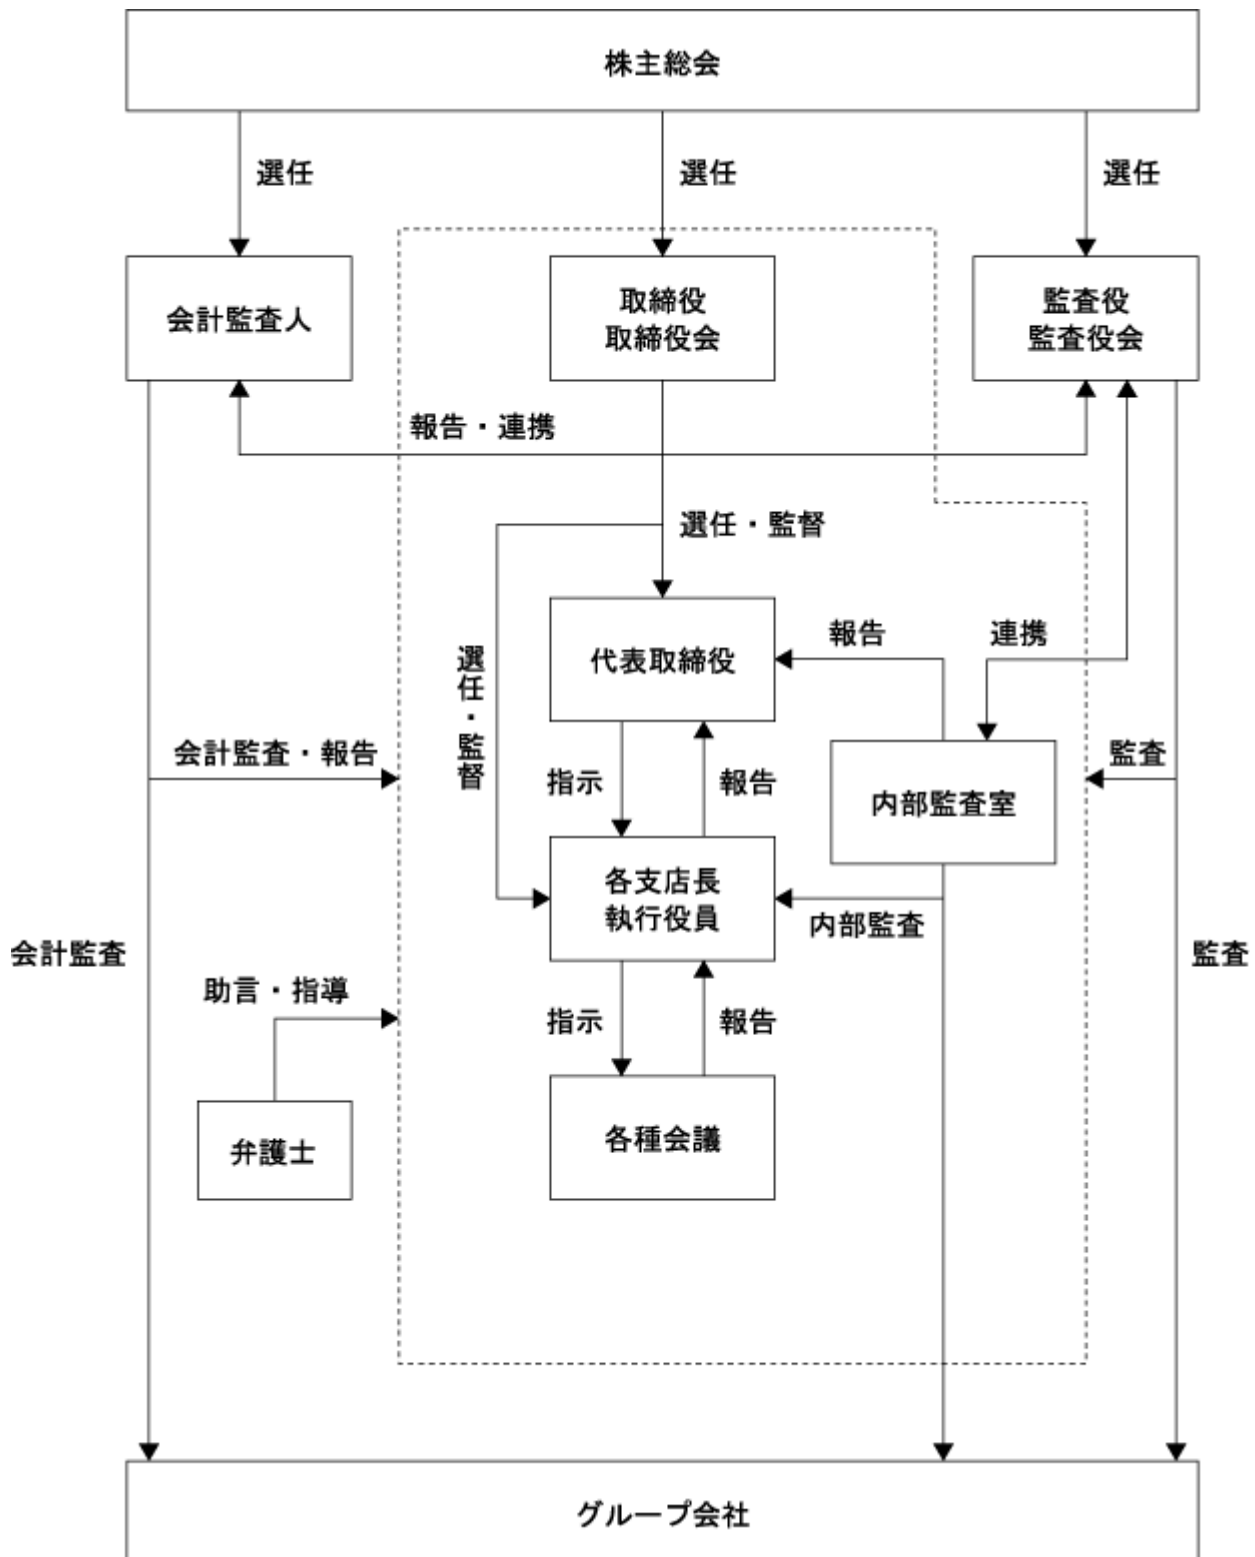 株主総会
選任
選任
選任
会計監査人
取締役
取締役会
監査役
監査役会
報告・連携
選任・監督
選任・監督
代表取締役
報告
連携
会計監査・報告
指示
報告
内部監査室
監査
各支店長
執行役員
内部監査
会計監査
監査
助言・指導
指示
報告
弁護士
各種会議
グループ会社